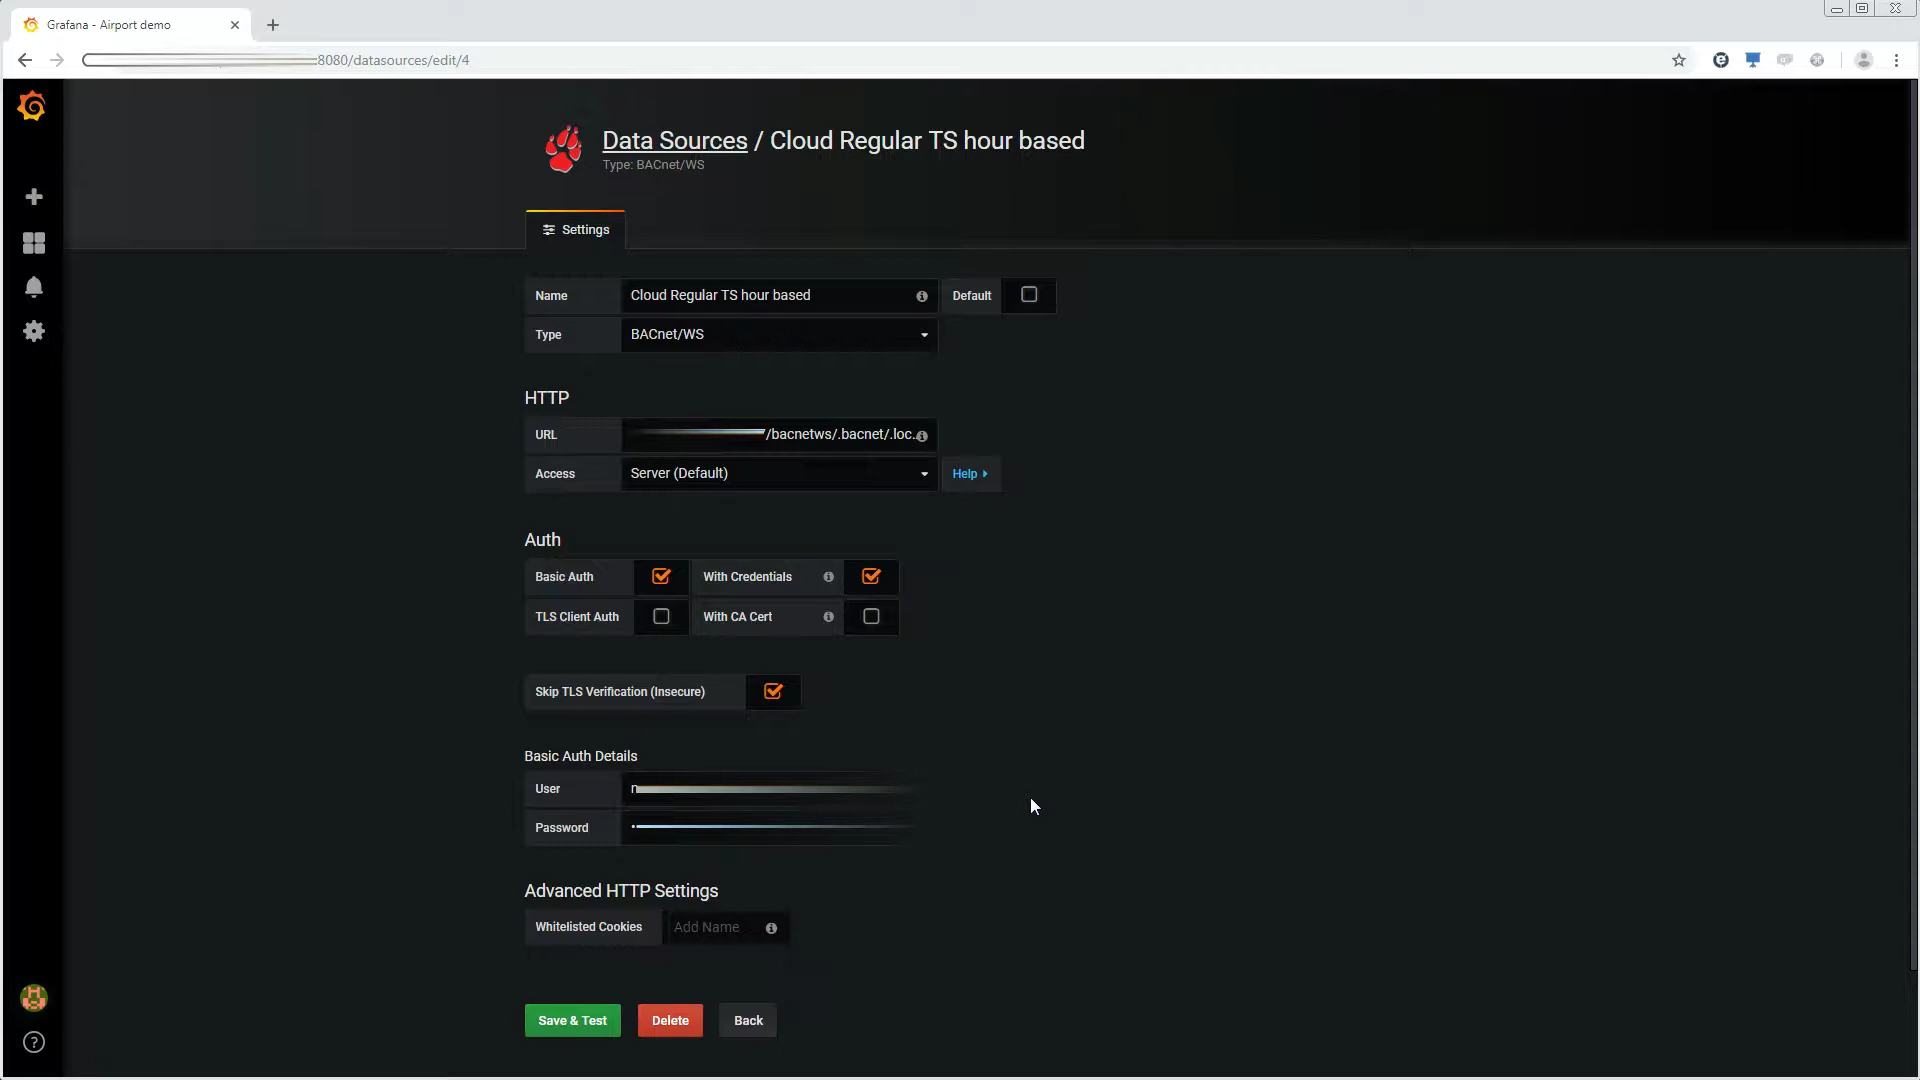 Grafana - Airport demo
:8080/datasources/edit/4
Data Sources / Cloud Regular TS hour based
Type: BACnet/WS
Settings
Name Cloud Regular TS hour based Default
Type BACnet/WS
HTTP
URL /bacnetws/.bacnet/.loc..
Access Server (Default) Help
Auth
Basic Auth With Credentials
TLS Client Auth With CA Cert
Skip TLS Verification (Insecure)
Basic Auth Details
User
Password
Advanced HTTP Settings
Whitelisted Cookies Add Name
Save & Test Delete Back